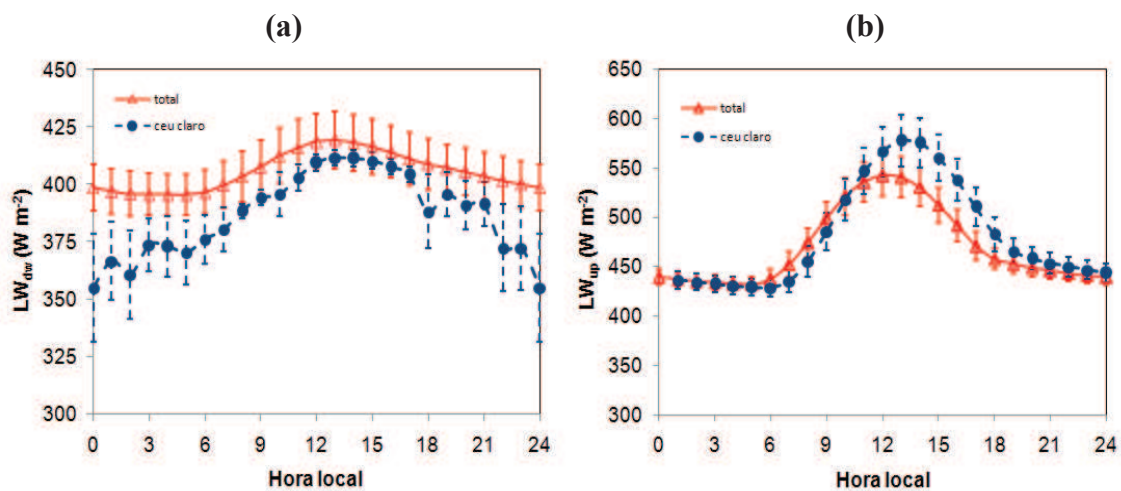 (a)
450
425
400
375
350
325
300
LW_dw (W m-2)
total
ceu claro
0 3 6 9 12 15 18 21 24
Hora local
(b)
650
600
550
500
450
400
350
300
LW_up (W m-2)
total
ceu claro
0 3 6 9 12 15 18 21 24
Hora local